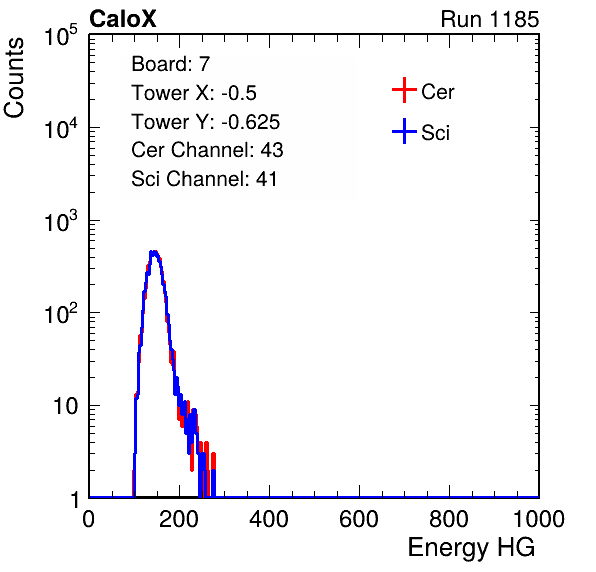 CaloX
Run 1185
Board: 7
Tower X: -0.5
Tower Y: -0.625
Cer Channel: 43
Sci Channel: 41
Cer
Sci
Counts
10^5
10^4
10^3
10^2
10
1
0 200 400 600 800 1000
Energy HG